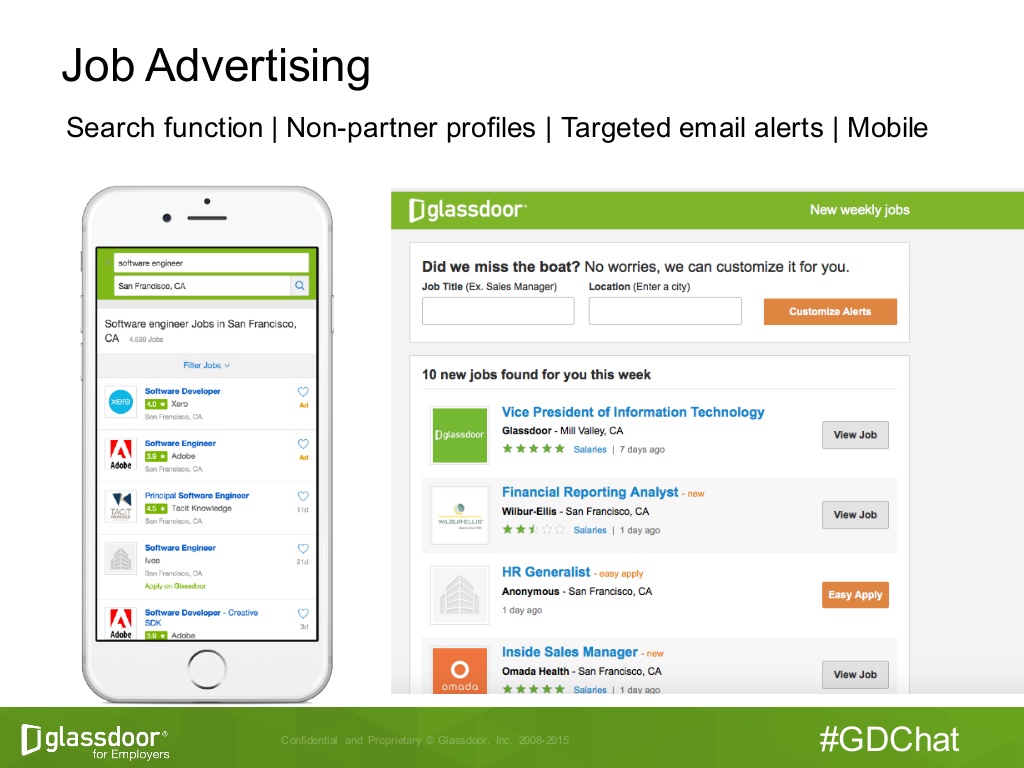 Job Advertising
Search function | Non-partner profiles | Targeted email alerts | Mobile
software engineer
San Francisco, CA
Software engineer Jobs in San Francisco,
CA 4,639 Jobs
Filter Jobs
xero
Software Developer
4.0 ★ Xero
San Francisco, CA
Ad
Adobe
Software Engineer
3.9 ★ Adobe
San Francisco, CA
Ad
TACIT
Principal Software Engineer
4.5 ★ Tacit Knowledge
San Francisco, CA
11d
Software Engineer
Ivee
San Francisco, CA
Apply on Glassdoor
21d
Adobe
Software Developer - Creative
SDK
3.9 ★ Adobe
3d
glassdoor
New weekly jobs
Did we miss the boat? No worries, we can customize it for you.
Job Title (Ex. Sales Manager) Location (Enter a city)
Customize Alerts
10 new jobs found for you this week
glassdoor
Vice President of Information Technology
Glassdoor - Mill Valley, CA
Salaries | 7 days ago
View Job
WILBUR-ELLIS
Financial Reporting Analyst - new
Wilbur-Ellis - San Francisco, CA
Salaries | 1 day ago
View Job
HR Generalist - easy apply
Anonymous - San Francisco, CA
1 day ago
Easy Apply
omada
Inside Sales Manager - new
Omada Health - San Francisco, CA
Salaries | 1 day ago
View Job
glassdoor®
for Employers
Confidential and Proprietary © Glassdoor, Inc. 2008-2015
#GDChat